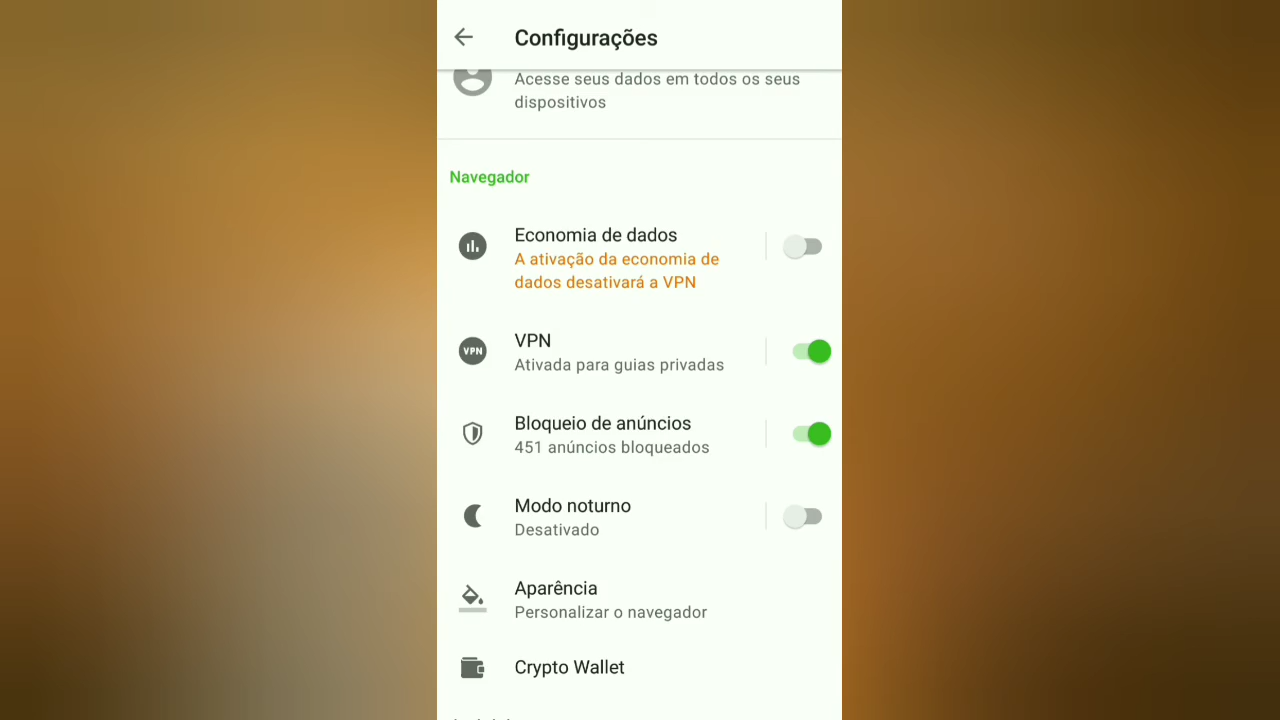 Configurações
Acesse seus dados em todos os seus
dispositivos
Navegador
Economia de dados
A ativação da economia de
dados desativará a VPN
VPN
VPN
Ativada para guias privadas
Bloqueio de anúncios
451 anúncios bloqueados
Modo noturno
Desativado
Aparência
Personalizar o navegador
Crypto Wallet